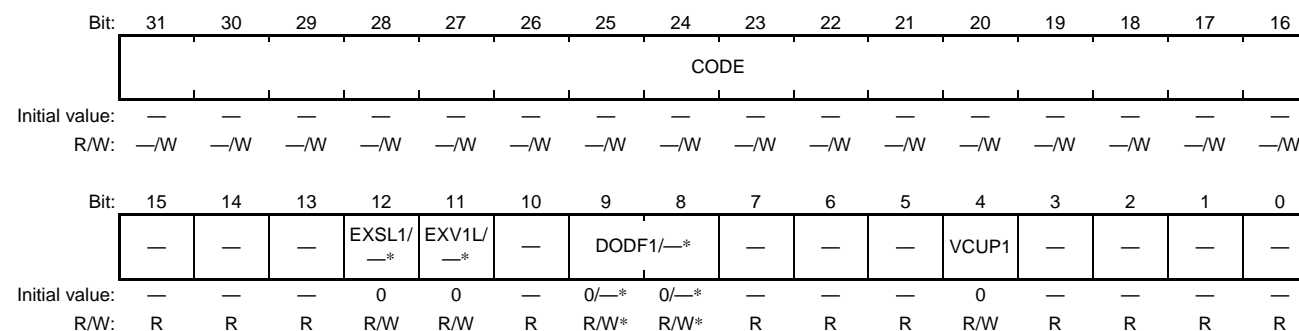 Bit: 31 30 29 28 27 26 25 24 23 22 21 20 19 18 17 16
CODE
Initial value: — — — — — — — — — — — — — — — —
R/W: —/W —/W —/W —/W —/W —/W —/W —/W —/W —/W —/W —/W —/W —/W —/W —/W
Bit: 15 14 13 12 11 10 9 8 7 6 5 4 3 2 1 0
— — — EXSL1/ EXV1L/ — DODF1/—* — — — VCUP1 — — — —
—* —*
Initial value: — — — 0 0 — 0/—* 0/—* — — — 0 — — — —
R/W: R R R R/W R/W R R/W* R/W* R R R R/W R R R R